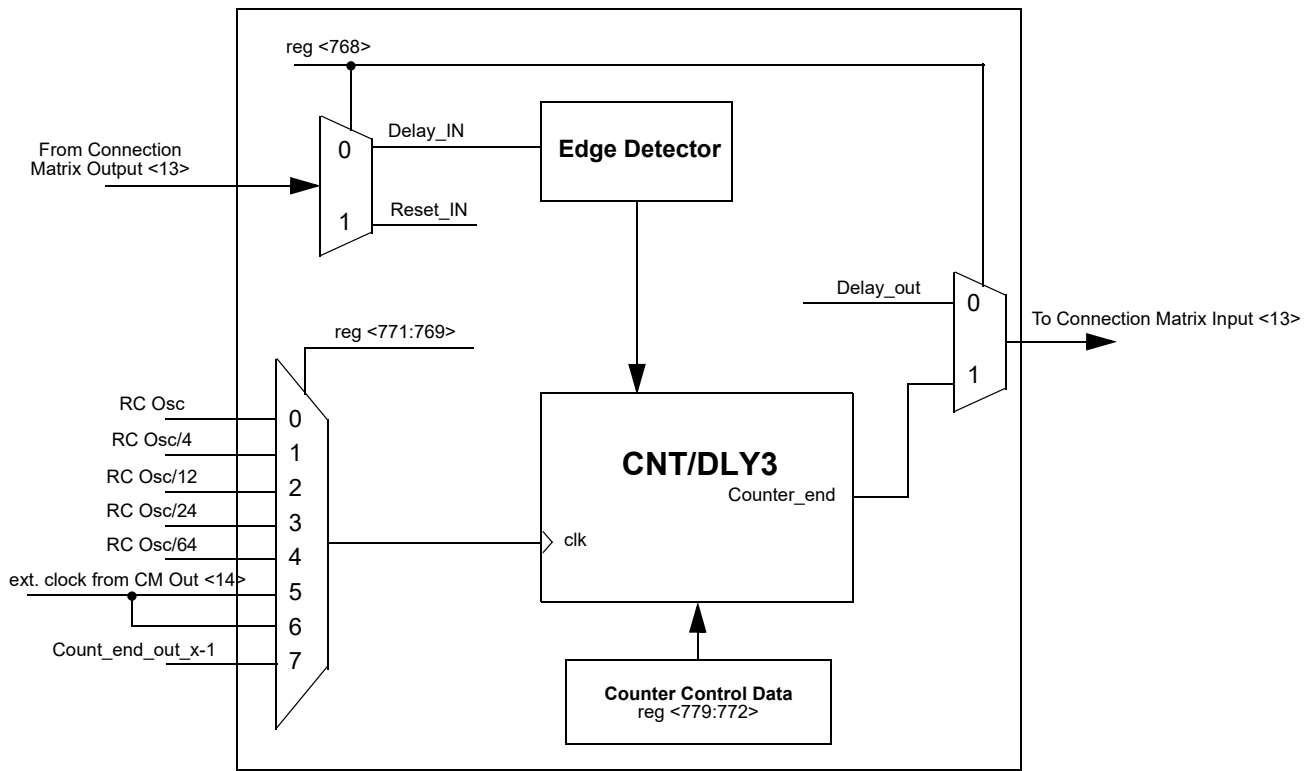 reg <768>
From Connection
Matrix Output <13>
0
1
Delay_IN
Reset_IN
Edge Detector
Delay_out
0
1
To Connection Matrix Input <13>
reg <771:769>
RC Osc
RC Osc/4
RC Osc/12
RC Osc/24
RC Osc/64
ext. clock from CM Out <14>
Count_end_out_x-1
0
1
2
3
4
5
6
7
CNT/DLY3
Counter_end
clk
Counter Control Data
reg <779:772>